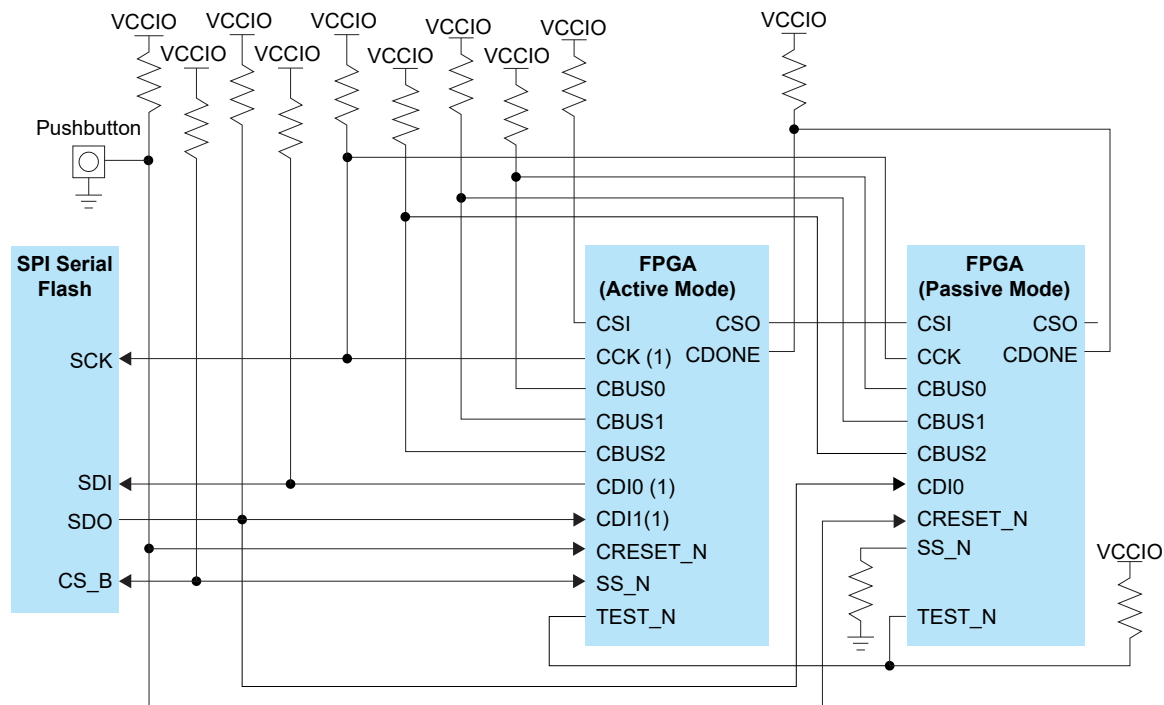 VCCIO
VCCIO
VCCIO
VCCIO
VCCIO
VCCIO
VCCIO
VCCIO
VCCIO
VCCIO
Pushbutton
SPI Serial
Flash
SCK
SDI
SDO
CS_B
FPGA
(Active Mode)
CSI
CCK (1)
CBUS0
CBUS1
CBUS2
CDI0 (1)
CDI1(1)
CRESET_N
SS_N
TEST_N
CSO
CDONE
FPGA
(Passive Mode)
CSI
CCK
CBUS0
CBUS1
CBUS2
CDI0
CRESET_N
SS_N
TEST_N
CSO
CDONE
VCCIO